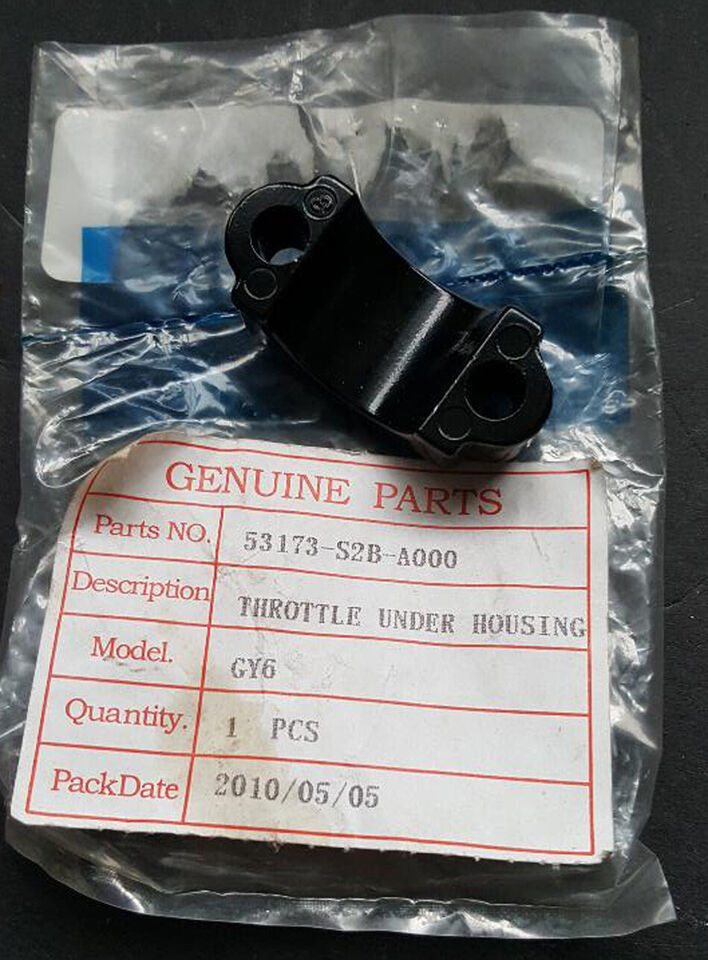 GENUINE PARTS
Parts NO. 53173-S2B-A000
Description THROTTLE UNDER HOUSING
Model. GY6
Quantity. 1 PCS
PackDate 2010/05/05